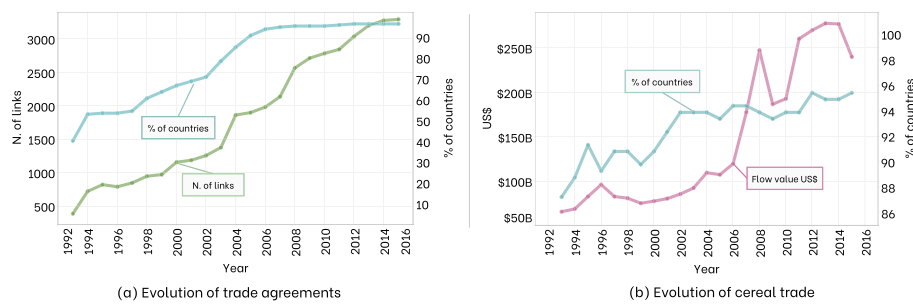 N. of links
3000
2500
2000
1500
1000
500
% of countries
N. of links
90
80
70
60
50
40
30
20
10
% of countries
1992
1994
1996
1998
2000
2002
2004
2006
2008
2010
2012
2014
2016
Year
(a) Evolution of trade agreements
US$
$250B
$200B
$150B
$100B
$50B
% of countries
Flow value US$
100
98
96
94
92
90
88
86
% of countries
1992
1994
1996
1998
2000
2002
2004
2006
2008
2010
2012
2014
2016
Year
(b) Evolution of cereal trade